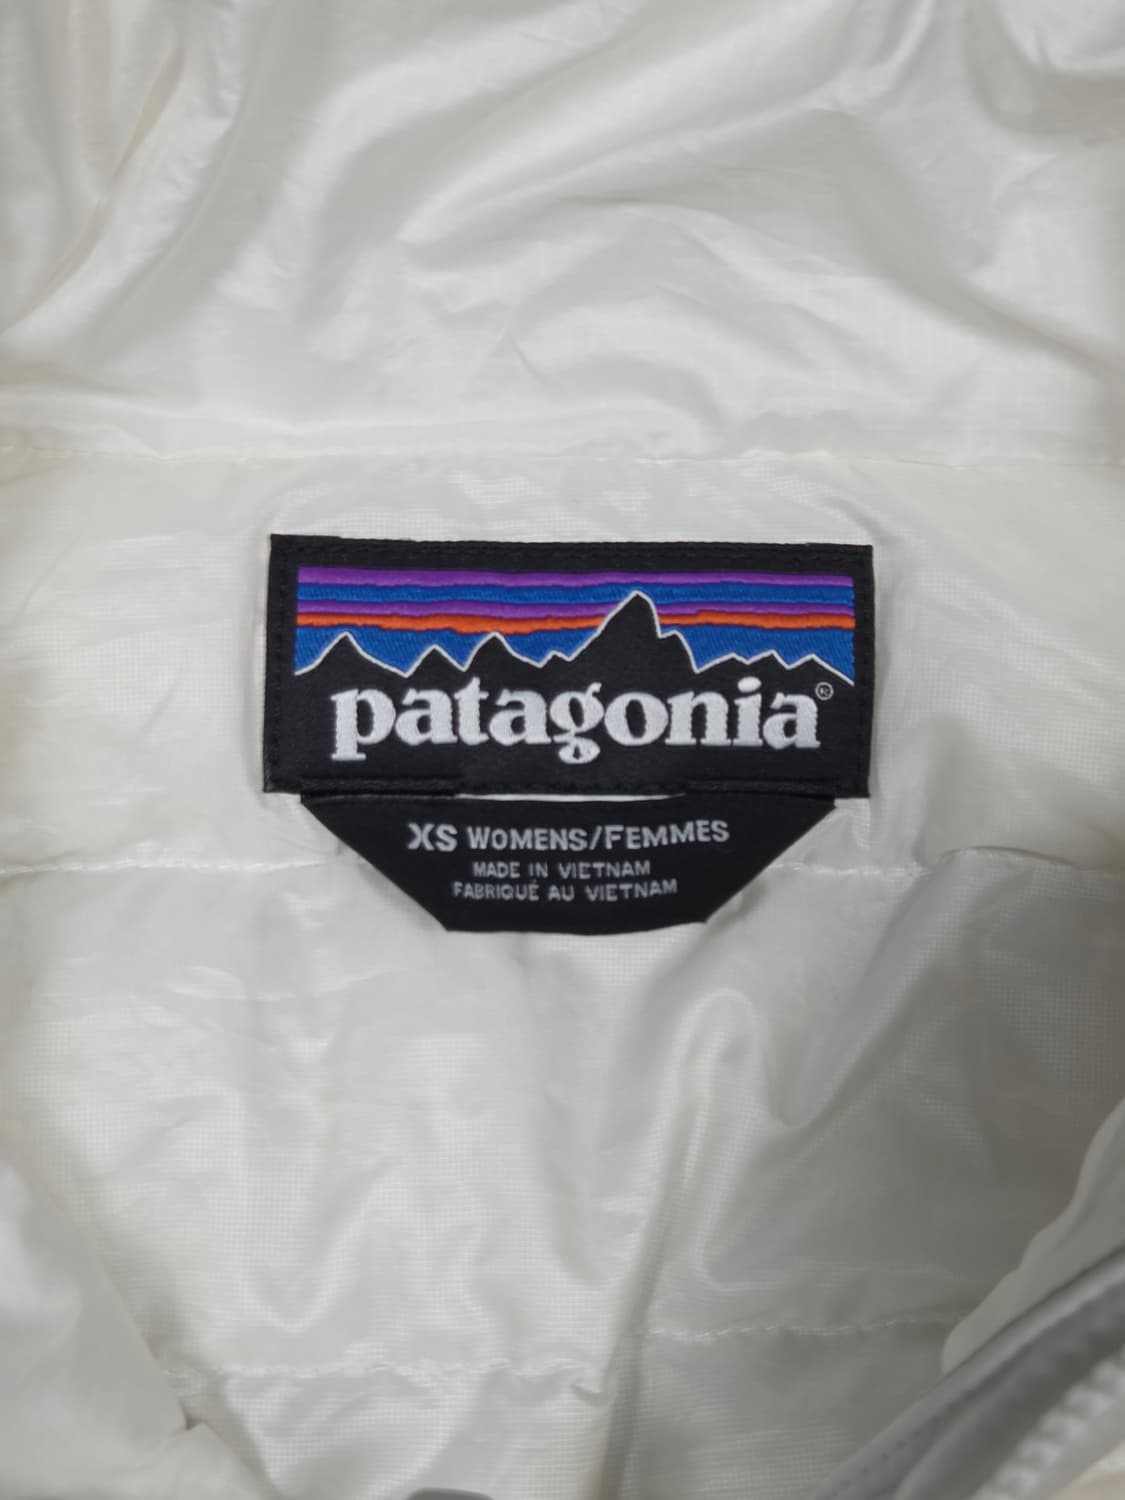 patagonia®
XS WOMENS/FEMMES
MADE IN VIETNAM
FABRIQUÉ AU VIETNAM